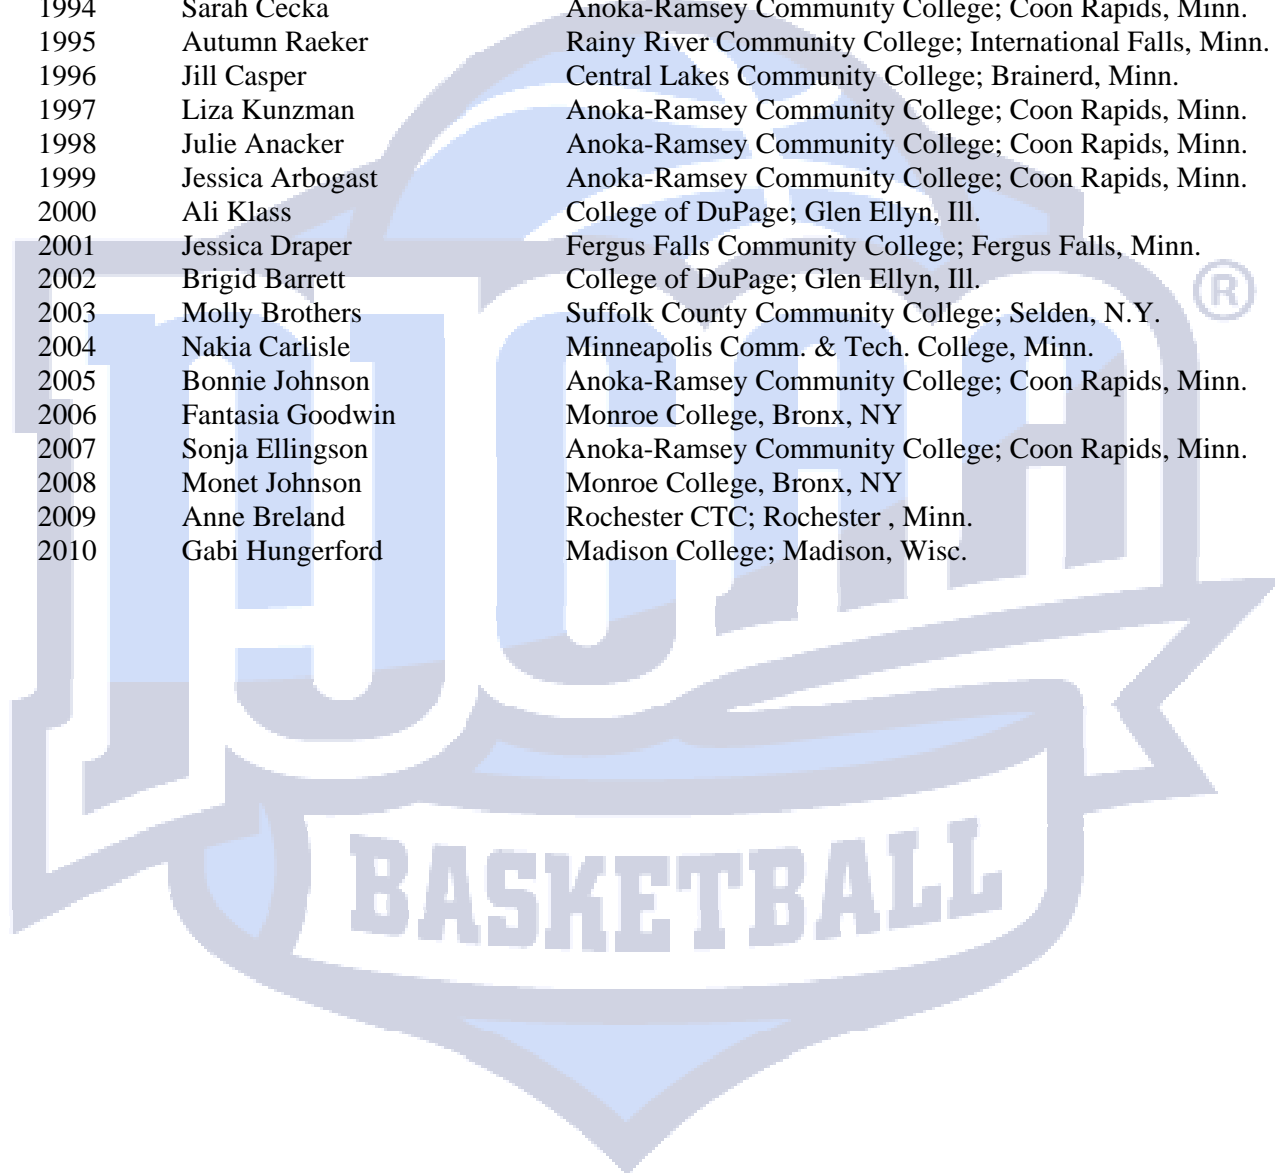 1994 Sarah Cecka Anoka-Ramsey Community College; Coon Rapids, Minn.
1995 Autumn Raeker Rainy River Community College; International Falls, Minn.
1996 Jill Casper Central Lakes Community College; Brainerd, Minn.
1997 Liza Kunzman Anoka-Ramsey Community College; Coon Rapids, Minn.
1998 Julie Anacker Anoka-Ramsey Community College; Coon Rapids, Minn.
1999 Jessica Arbogast Anoka-Ramsey Community College; Coon Rapids, Minn.
2000 Ali Klass College of DuPage; Glen Ellyn, Ill.
2001 Jessica Draper Fergus Falls Community College; Fergus Falls, Minn.
2002 Brigid Barrett College of DuPage; Glen Ellyn, Ill.
2003 Molly Brothers Suffolk County Community College; Selden, N.Y.
2004 Nakia Carlisle Minneapolis Comm. & Tech. College, Minn.
2005 Bonnie Johnson Anoka-Ramsey Community College; Coon Rapids, Minn.
2006 Fantasia Goodwin Monroe College, Bronx, NY
2007 Sonja Ellingson Anoka-Ramsey Community College; Coon Rapids, Minn.
2008 Monet Johnson Monroe College, Bronx, NY
2009 Anne Breland Rochester CTC; Rochester , Minn.
2010 Gabi Hungerford Madison College; Madison, Wisc.
NJCAA ®
BASKETBALL